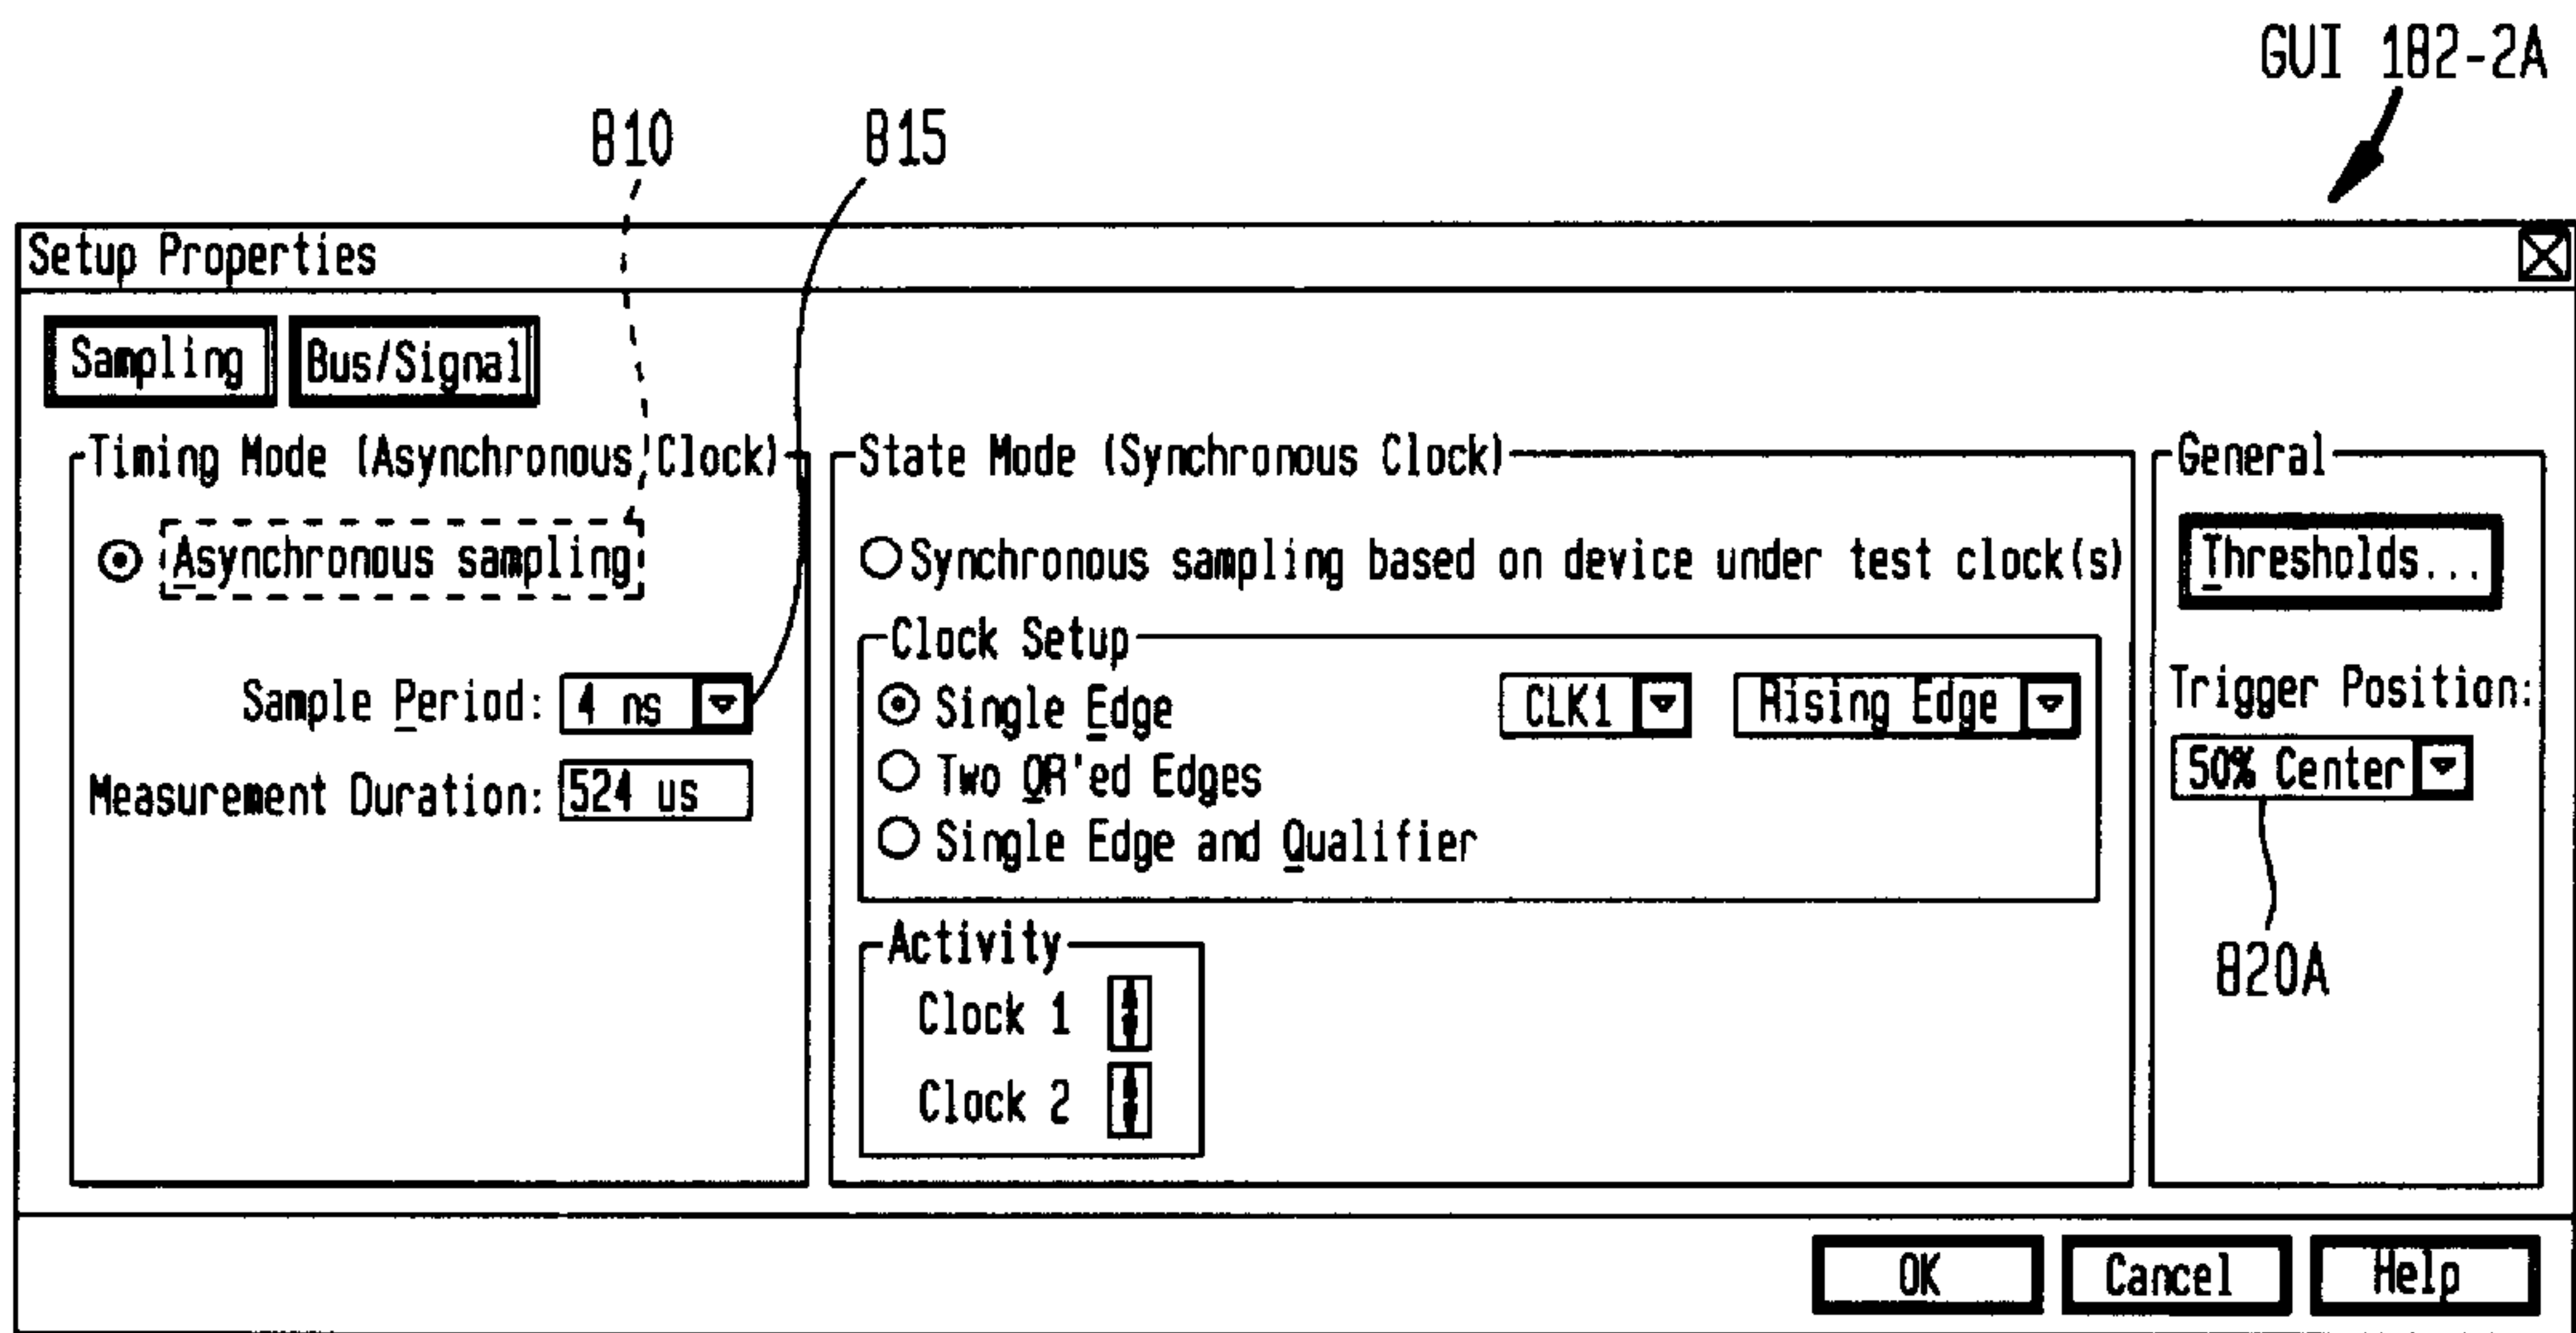 GUI 182-2A
810
815
Setup Properties
Sampling
Bus/Signal
Timing Mode (Asynchronous Clock)
Asynchronous sampling
Sample Period: 4 ns
Measurement Duration: 524 us
State Mode (Synchronous Clock)
Synchronous sampling based on device under test clock(s)
Clock Setup
Single Edge CLK1 Rising Edge
Two OR'ed Edges
Single Edge and Qualifier
Activity
Clock 1
Clock 2
General
Thresholds...
Trigger Position:
50% Center
820A
OK
Cancel
Help